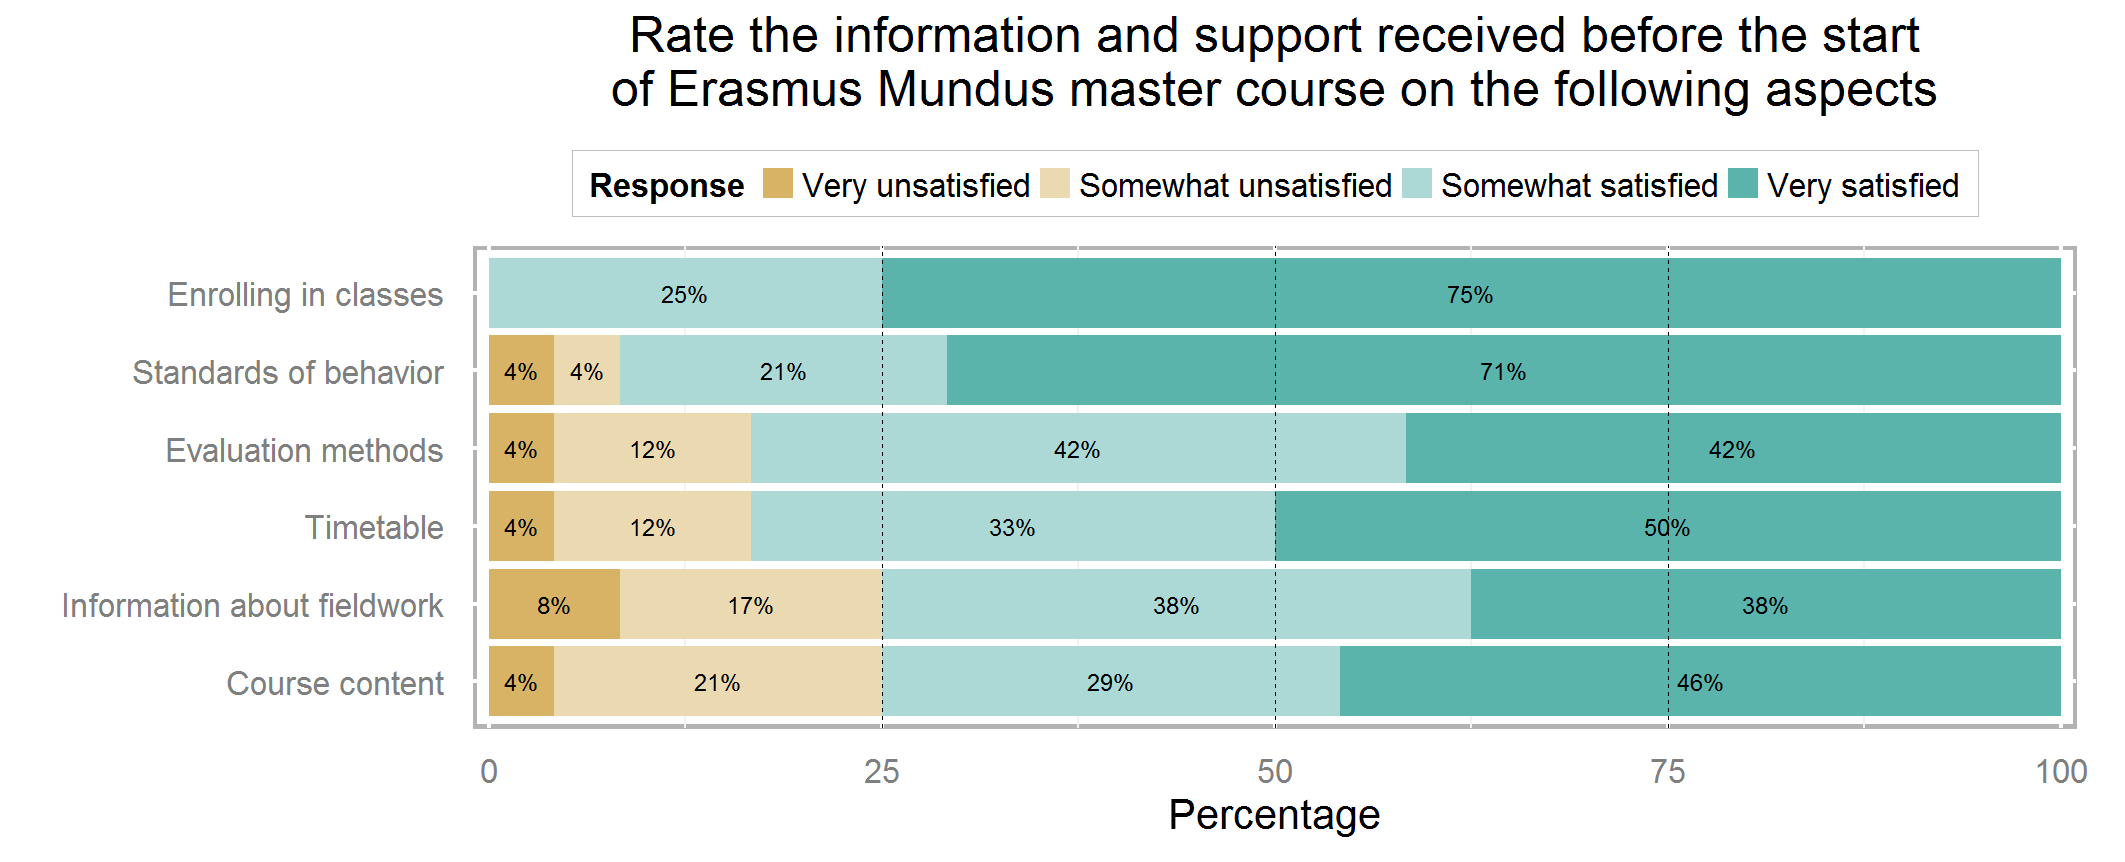 Rate the information and support received before the start
of Erasmus Mundus master course on the following aspects
Response Very unsatisfied Somewhat unsatisfied Somewhat satisfied Very satisfied
Enrolling in classes 25% 75%
Standards of behavior 4% 4% 21% 71%
Evaluation methods 4% 12% 42% 42%
Timetable 4% 12% 33% 50%
Information about fieldwork 8% 17% 38% 38%
Course content 4% 21% 29% 46%
0 25 50 75 100
Percentage